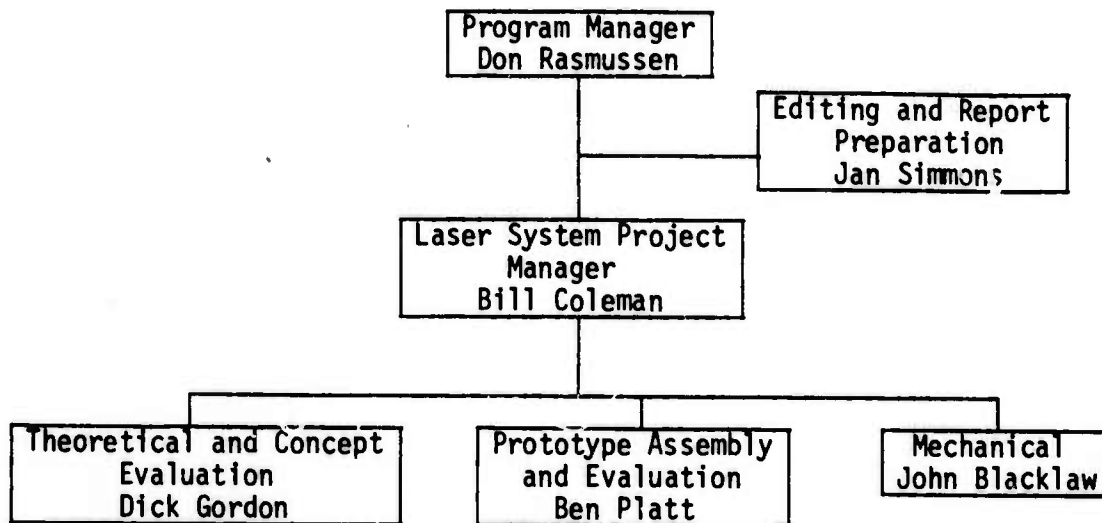 Program Manager
Don Rasmussen
Editing and Report
Preparation
Jan Simmons
Laser System Project
Manager
Bill Coleman
Theoretical and Concept
Evaluation
Dick Gordon
Prototype Assembly
and Evaluation
Ben Platt
Mechanical
John Blacklaw